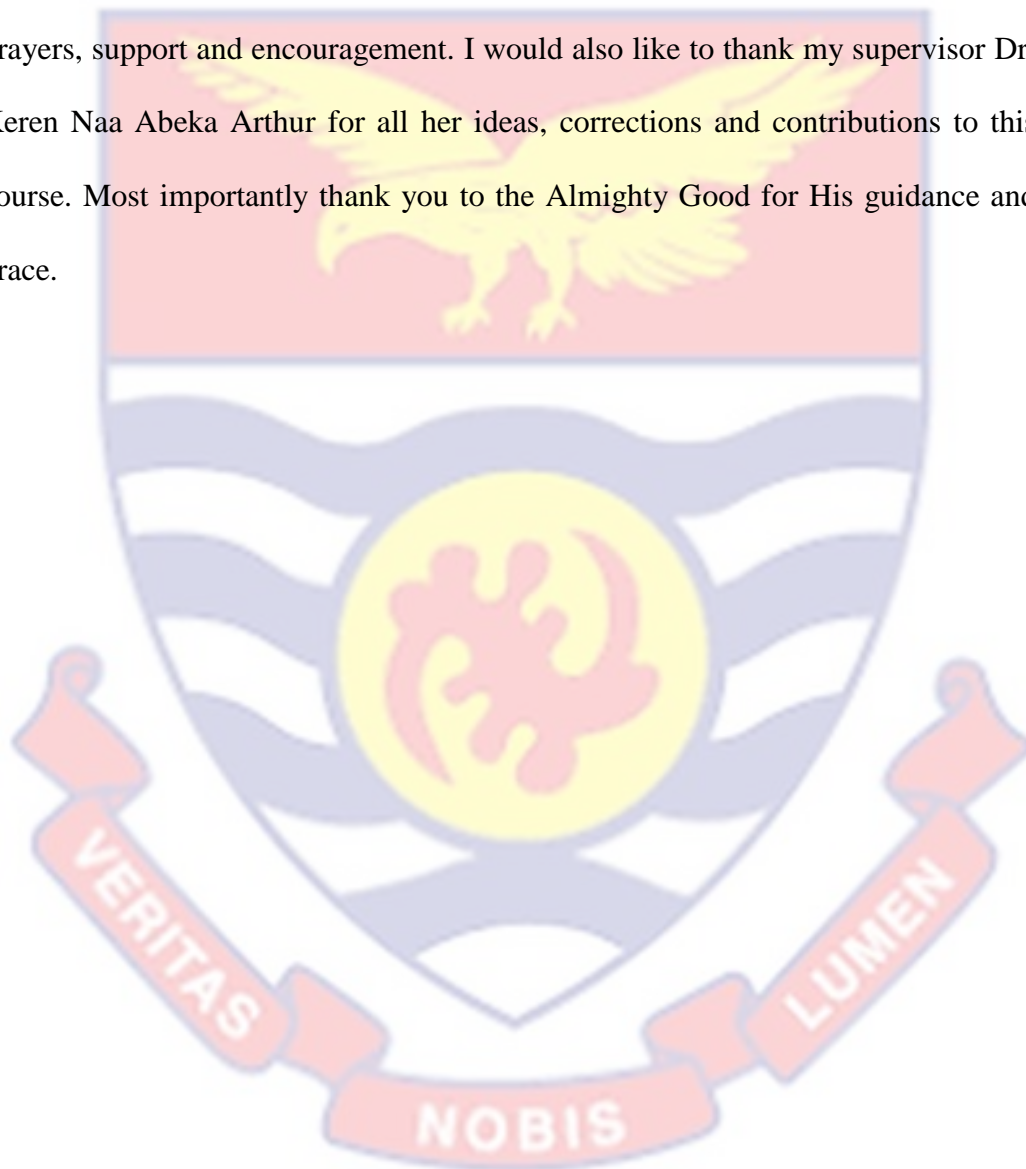 rayers, support and encouragement. I would also like to thank my supervisor Dr
Keren Naa Abeka Arthur for all her ideas, corrections and contributions to this
ourse. Most importantly thank you to the Almighty Good for His guidance and
race.
VERITAS
NOBIS
LUMEN